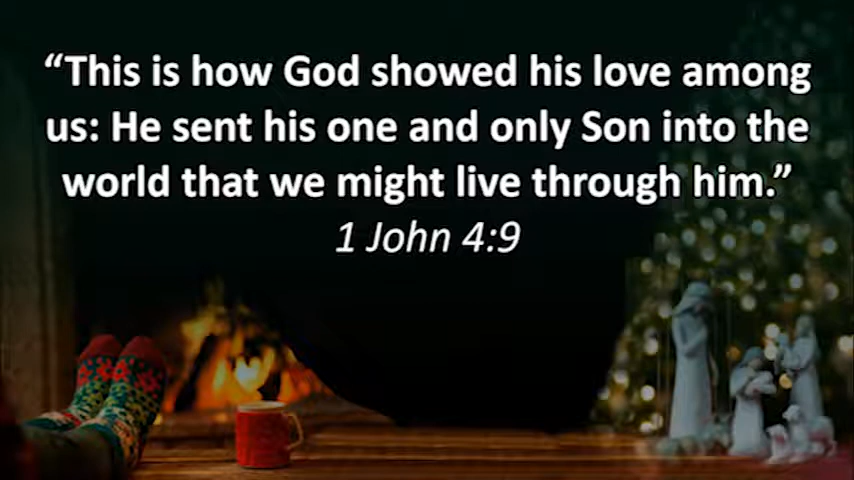 “This is how God showed his love among
us: He sent his one and only Son into the
world that we might live through him.”
1 John 4:9